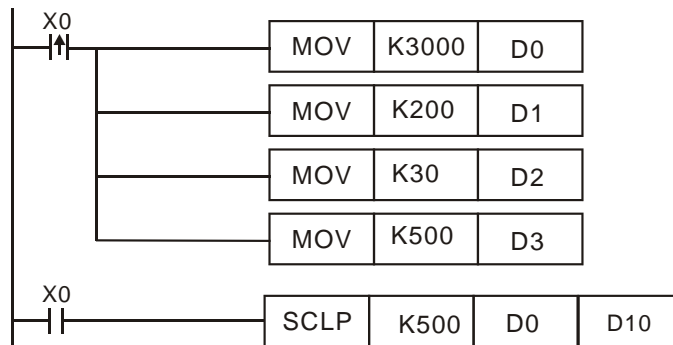 X0
MOV K3000 D0
MOV K200 D1
MOV K30 D2
MOV K500 D3
X0
SCLP K500 D0 D10